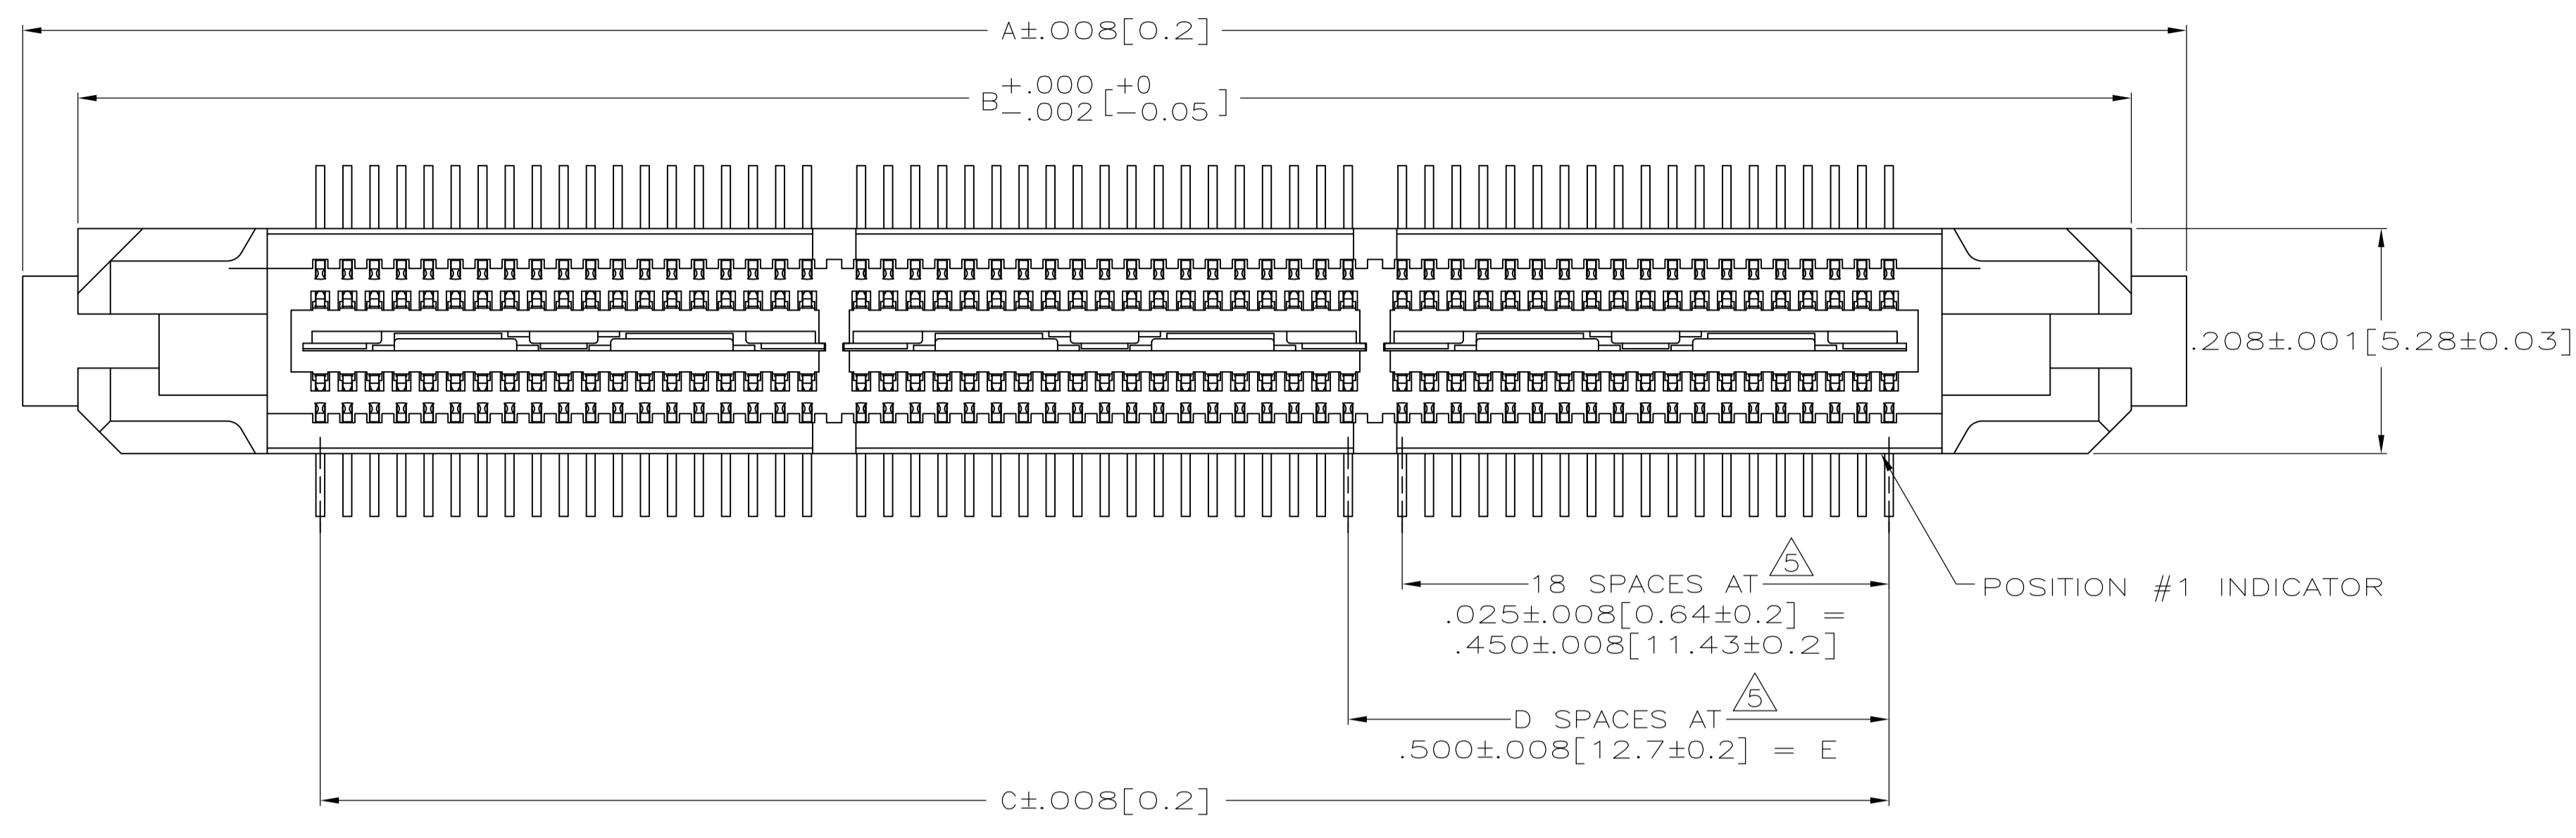 A±.008[0.2]
B+.000 -.002 [+0 -0.05]
.208±.001[5.28±0.03]
5
18 SPACES AT
.025±.008[0.64±0.2] =
.450±.008[11.43±0.2]
POSITION #1 INDICATOR
5
D SPACES AT
.500±.008[12.7±0.2] = E
C±.008[0.2]